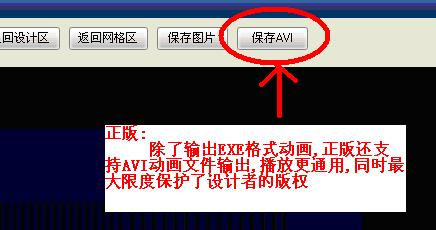 回设计区 返回网格区 保存图片 保存AVI
正版:
除了输出EXE格式动画,正版还支
持AVI动画文件输出,播放更通用,同时最
大限度保护了设计者的版权